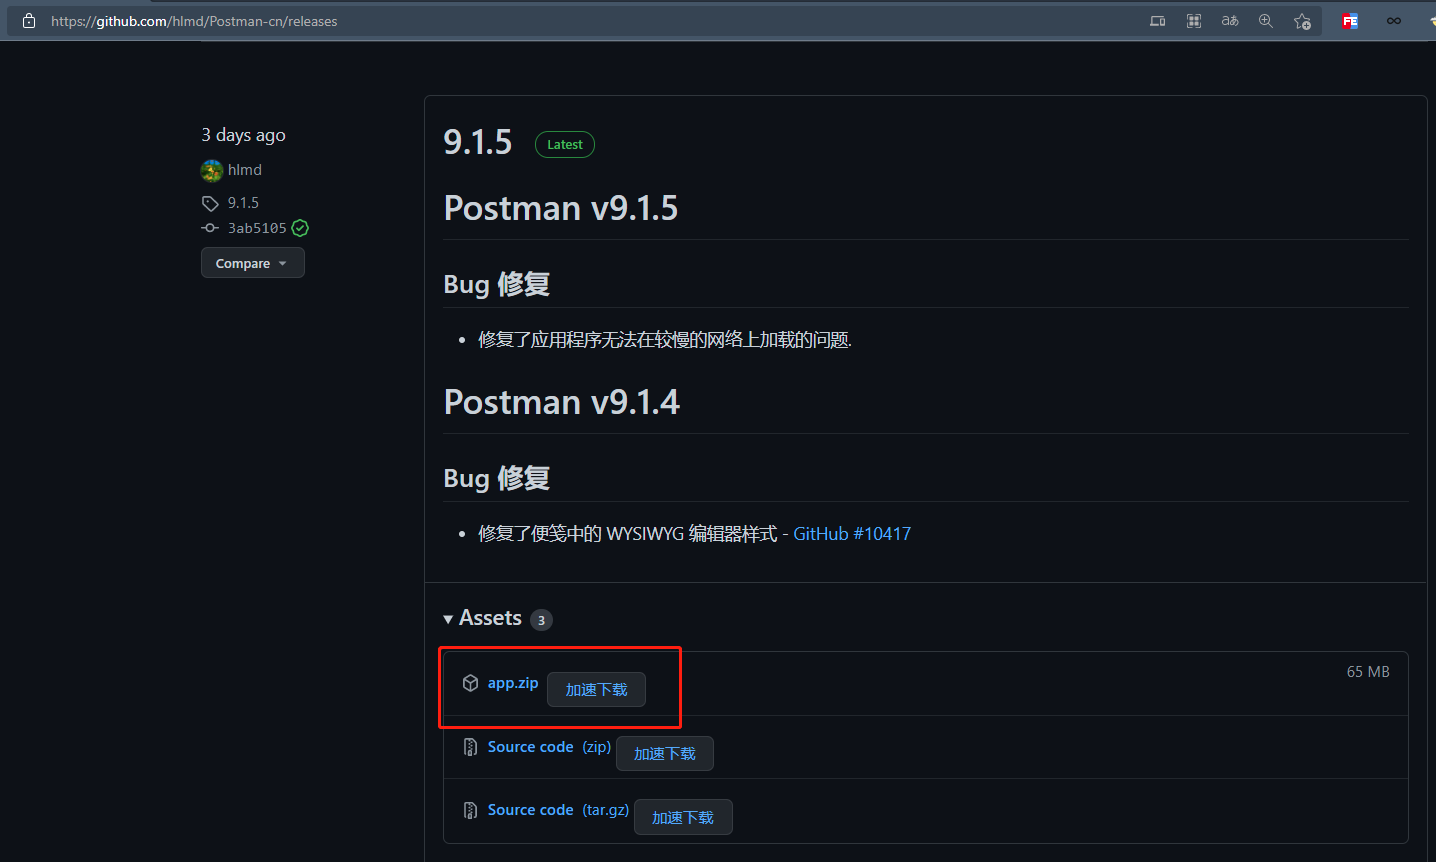 https://github.com/hlmd/Postman-cn/releases
3 days ago
hlmd
9.1.5
3ab5105
Compare
9.1.5 Latest
Postman v9.1.5
Bug 修复
修复了应用程序无法在较慢的网络上加载的问题.
Postman v9.1.4
Bug 修复
修复了便笺中的 WYSIWYG 编辑器样式 - GitHub #10417
Assets 3
app.zip 加速下载 65 MB
Source code (zip) 加速下载
Source code (tar.gz) 加速下载